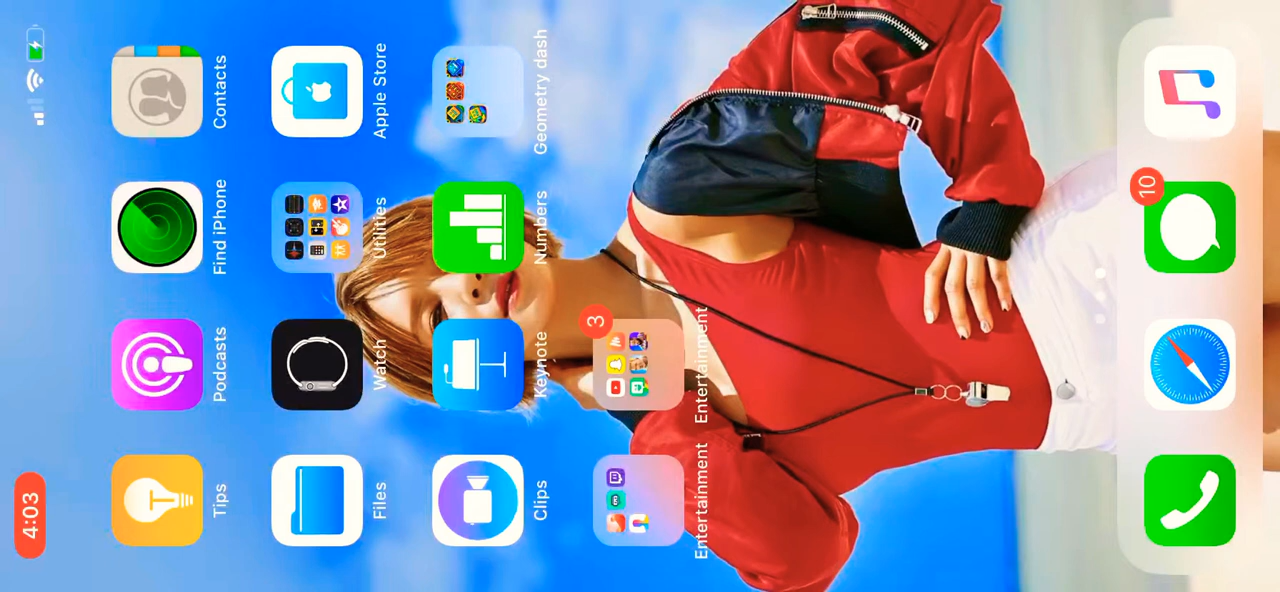 4:03
Tips
Podcasts
Find iPhone
Contacts
Files
Watch
Utilities
Apple Store
Clips
Keynote
Numbers
Geometry dash
Entertainment
3
Entertainment
10